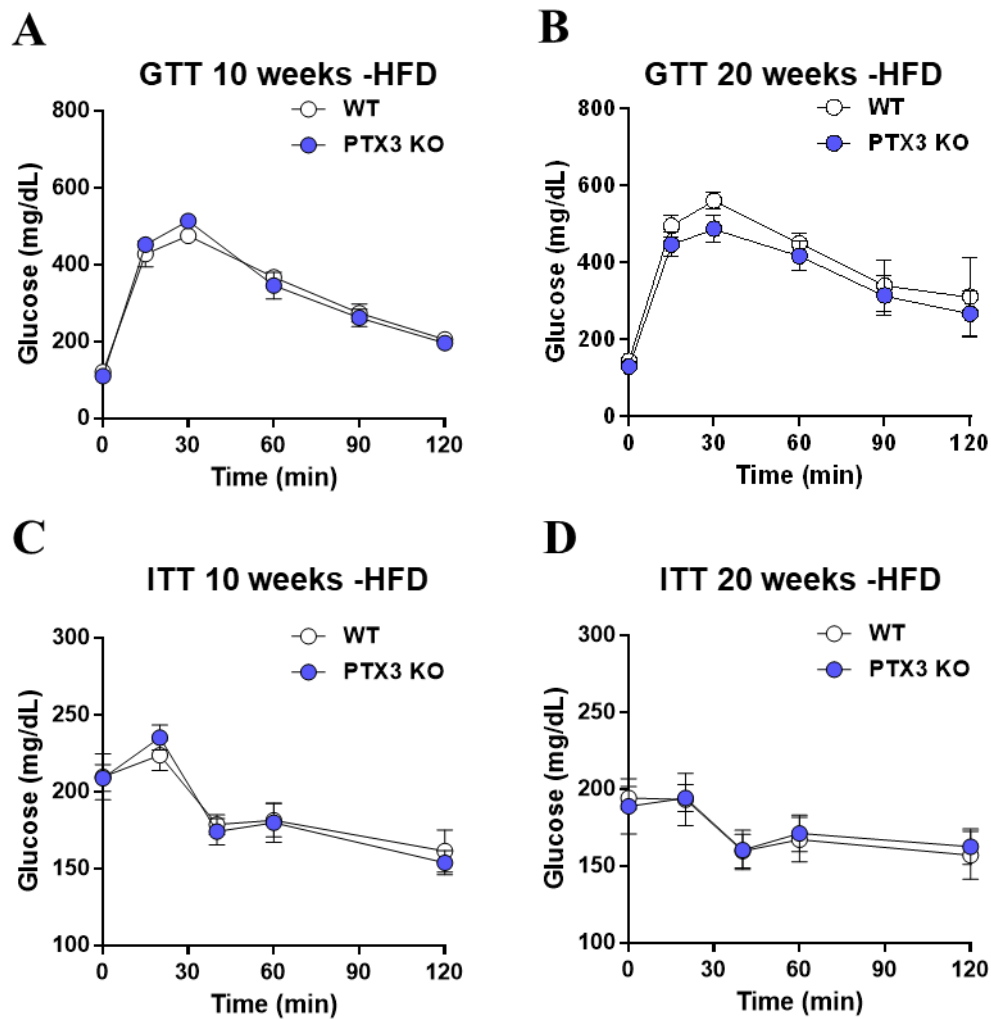 A
GTT 10 weeks -HFD
WT
PTX3 KO
800
600
400
200
0
Glucose (mg/dL)
0 30 60 90 120
Time (min)
B
GTT 20 weeks -HFD
WT
PTX3 KO
800
600
400
200
0
Glucose (mg/dL)
0 30 60 90 120
Time (min)
C
ITT 10 weeks -HFD
WT
PTX3 KO
300
250
200
150
100
Glucose (mg/dL)
0 30 60 90 120
Time (min)
D
ITT 20 weeks -HFD
WT
PTX3 KO
300
250
200
150
100
Glucose (mg/dL)
0 30 60 90 120
Time (min)